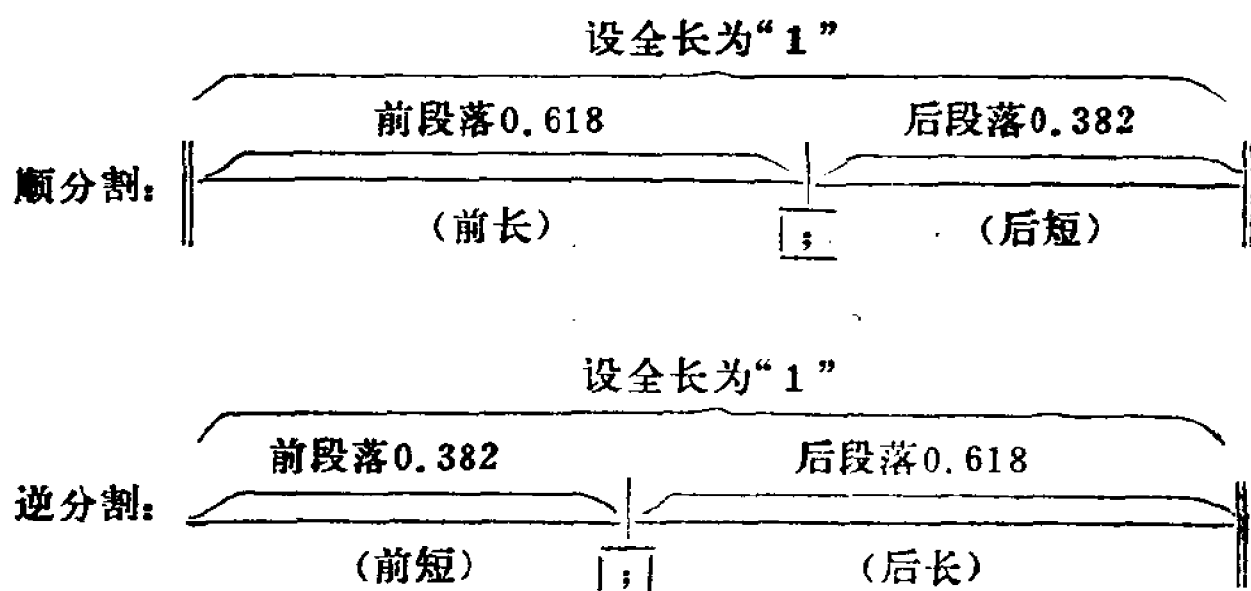 设全长为“1”
前段落0.618 后段落0.382
顺分割:
(前长) ; (后短)
设全长为“1”
前段落0.382 后段落0.618
逆分割:
(前短) ; (后长)